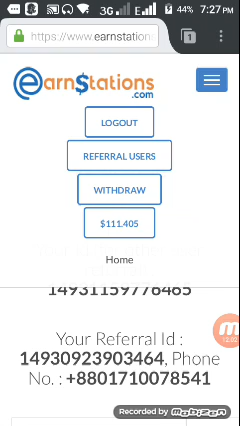 3G
E
44%
7:27 PM
https://www.earnstation
1
earn$tations
.com
LOGOUT
REFERRAL USERS
WITHDRAW
$111.405
Home
14931159776465
Your Referral Id :
14930923903464, Phone
No. : +8801710078541
Recorded by Mobizen